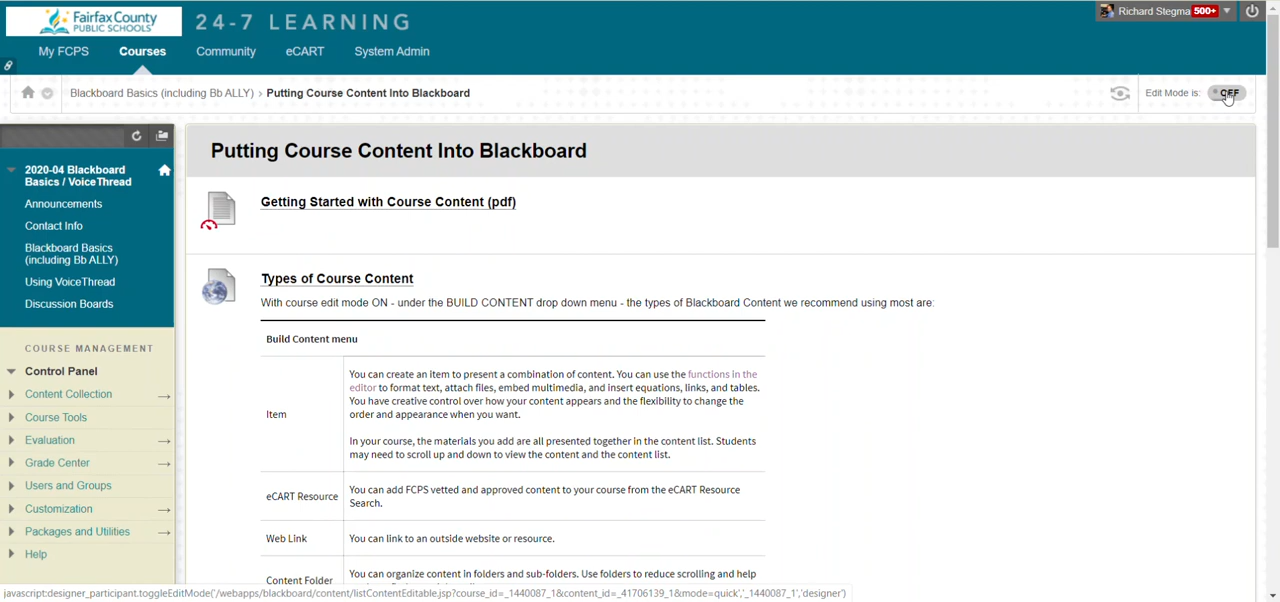 Fairfax County
PUBLIC SCHOOLS
24-7 LEARNING
Richard Stegma 500+
My FCPS Courses Community eCART System Admin
Blackboard Basics (including Bb ALLY) › Putting Course Content Into Blackboard
Edit Mode is: OFF
2020-04 Blackboard
Basics / VoiceThread
Announcements
Contact Info
Blackboard Basics
(including Bb ALLY)
Using VoiceThread
Discussion Boards
COURSE MANAGEMENT
Control Panel
Content Collection
Course Tools
Evaluation
Grade Center
Users and Groups
Customization
Packages and Utilities
Help
Putting Course Content Into Blackboard
Getting Started with Course Content (pdf)
Types of Course Content
With course edit mode ON - under the BUILD CONTENT drop down menu - the types of Blackboard Content we recommend using most are:
Build Content menu
Item
You can create an item to present a combination of content. You can use the functions in the
editor to format text, attach files, embed multimedia, and insert equations, links, and tables.
You have creative control over how your content appears and the flexibility to change the
order and appearance when you want.
In your course, the materials you add are all presented together in the content list. Students
may need to scroll up and down to view the content and the content list.
eCART Resource
You can add FCPS vetted and approved content to your course from the eCART Resource
Search.
Web Link
You can link to an outside website or resource.
Content Folder
You can organize content in folders and sub-folders. Use folders to reduce scrolling and help
javascript:designer_participant.toggleEditMode('/webapps/blackboard/content/listContentEditable.jsp?course_id=_1440087_1&content_id=_41706139_1&mode=quick','_1440087_1','designer')